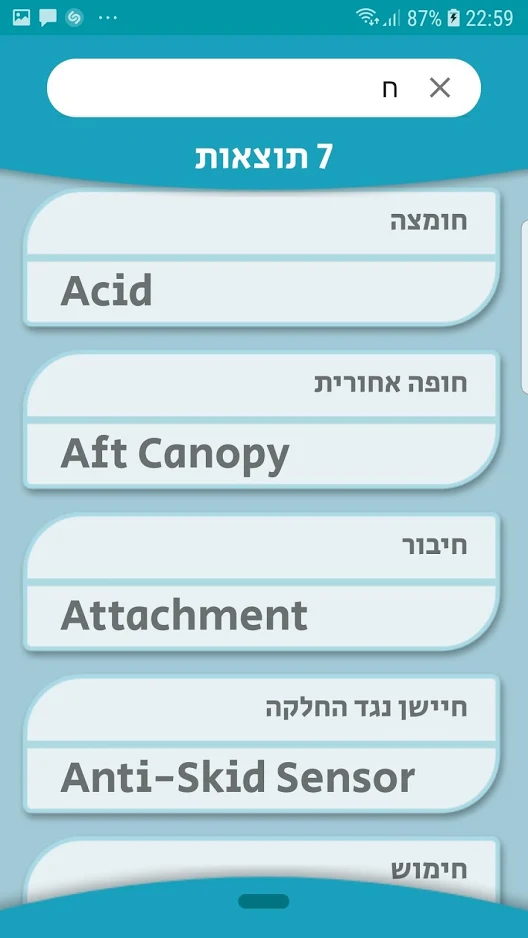 87% 22:59
ח
7 תוצאות
חומצה
Acid
חופה אחורית
Aft Canopy
חיבור
Attachment
חיישן נגד החלקה
Anti-Skid Sensor
חימוש